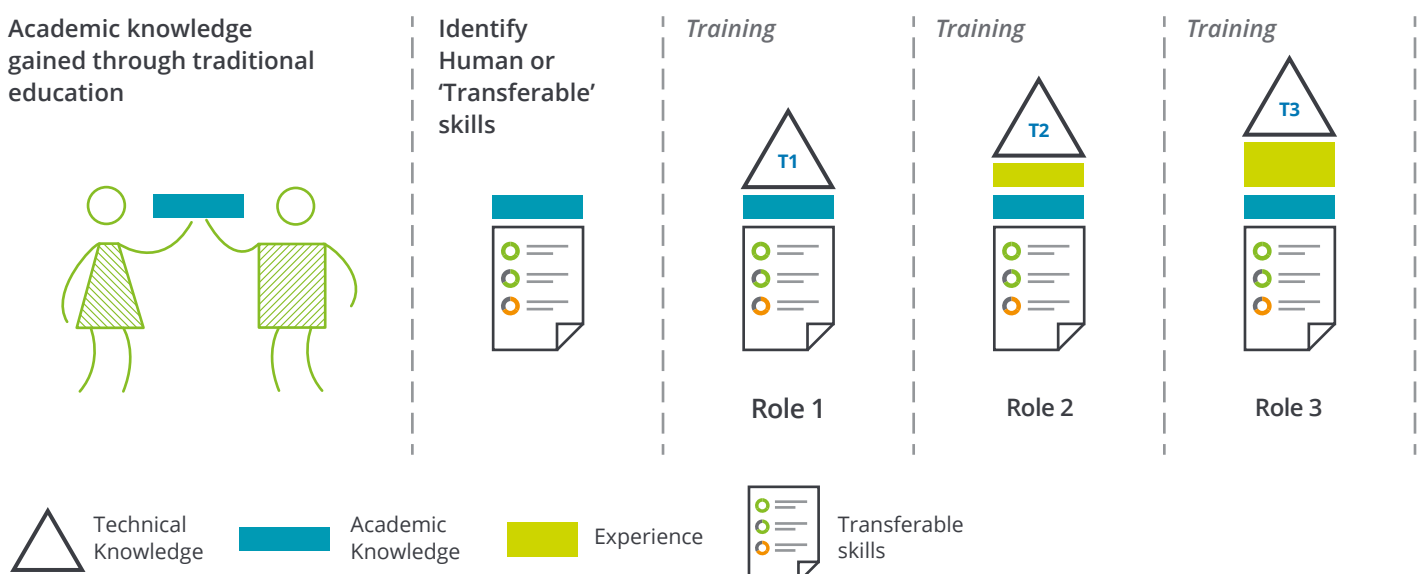 Academic knowledge
gained through traditional
education
Identify
Human or
‘Transferable’
skills
Training
Training
Training
T1
T2
T3
Role 1
Role 2
Role 3
Technical
Knowledge
Academic
Knowledge
Experience
Transferable
skills